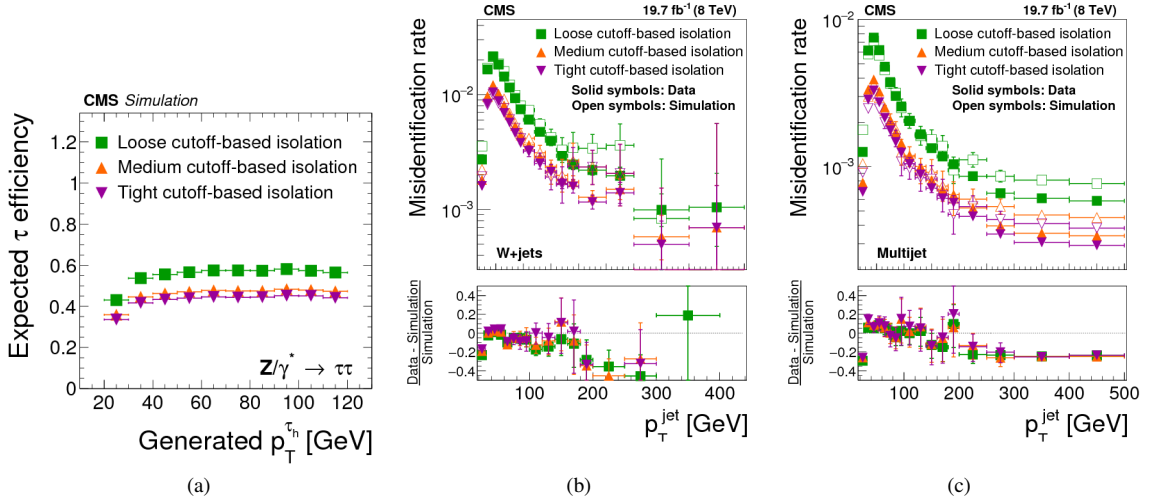 CMS Simulation
Loose cutoff-based isolation
Medium cutoff-based isolation
Tight cutoff-based isolation
Expected τ efficiency
1.2
1
0.8
0.6
0.4
0.2
0
20 40 60 80 100 120
Z/γ* → ττ
Generated p_T^{τ_h} [GeV]
(a)
CMS 19.7 fb⁻¹ (8 TeV)
Loose cutoff-based isolation
Medium cutoff-based isolation
Tight cutoff-based isolation
Solid symbols: Data
Open symbols: Simulation
Misidentification rate
10⁻¹
10⁻²
10⁻³
W+jets
Data - Simulation
Simulation
0.4
0.2
0
−0.2
−0.4
100 200 300 400
p_T^{jet} [GeV]
(b)
CMS 19.7 fb⁻¹ (8 TeV)
Loose cutoff-based isolation
Medium cutoff-based isolation
Tight cutoff-based isolation
Solid symbols: Data
Open symbols: Simulation
Misidentification rate
10⁻²
10⁻³
Multijet
Data - Simulation
Simulation
0.4
0.2
0
−0.2
−0.4
100 200 300 400 500
p_T^{jet} [GeV]
(c)